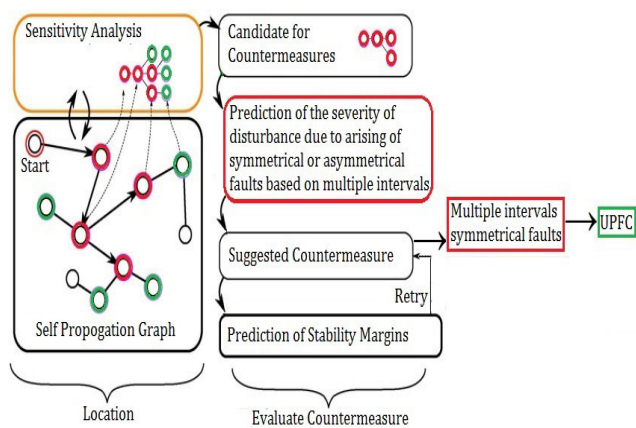 Sensitivity Analysis
Candidate for
Countermeasures
Prediction of the severity of
disturbance due to arising of
symmetrical or asymmetrical
faults based on multiple intervals
Start
Multiple intervals
symmetrical faults
UPFC
Suggested Countermeasure
Retry
Self Propogation Graph
Prediction of Stability Margins
Location
Evaluate Countermeasure